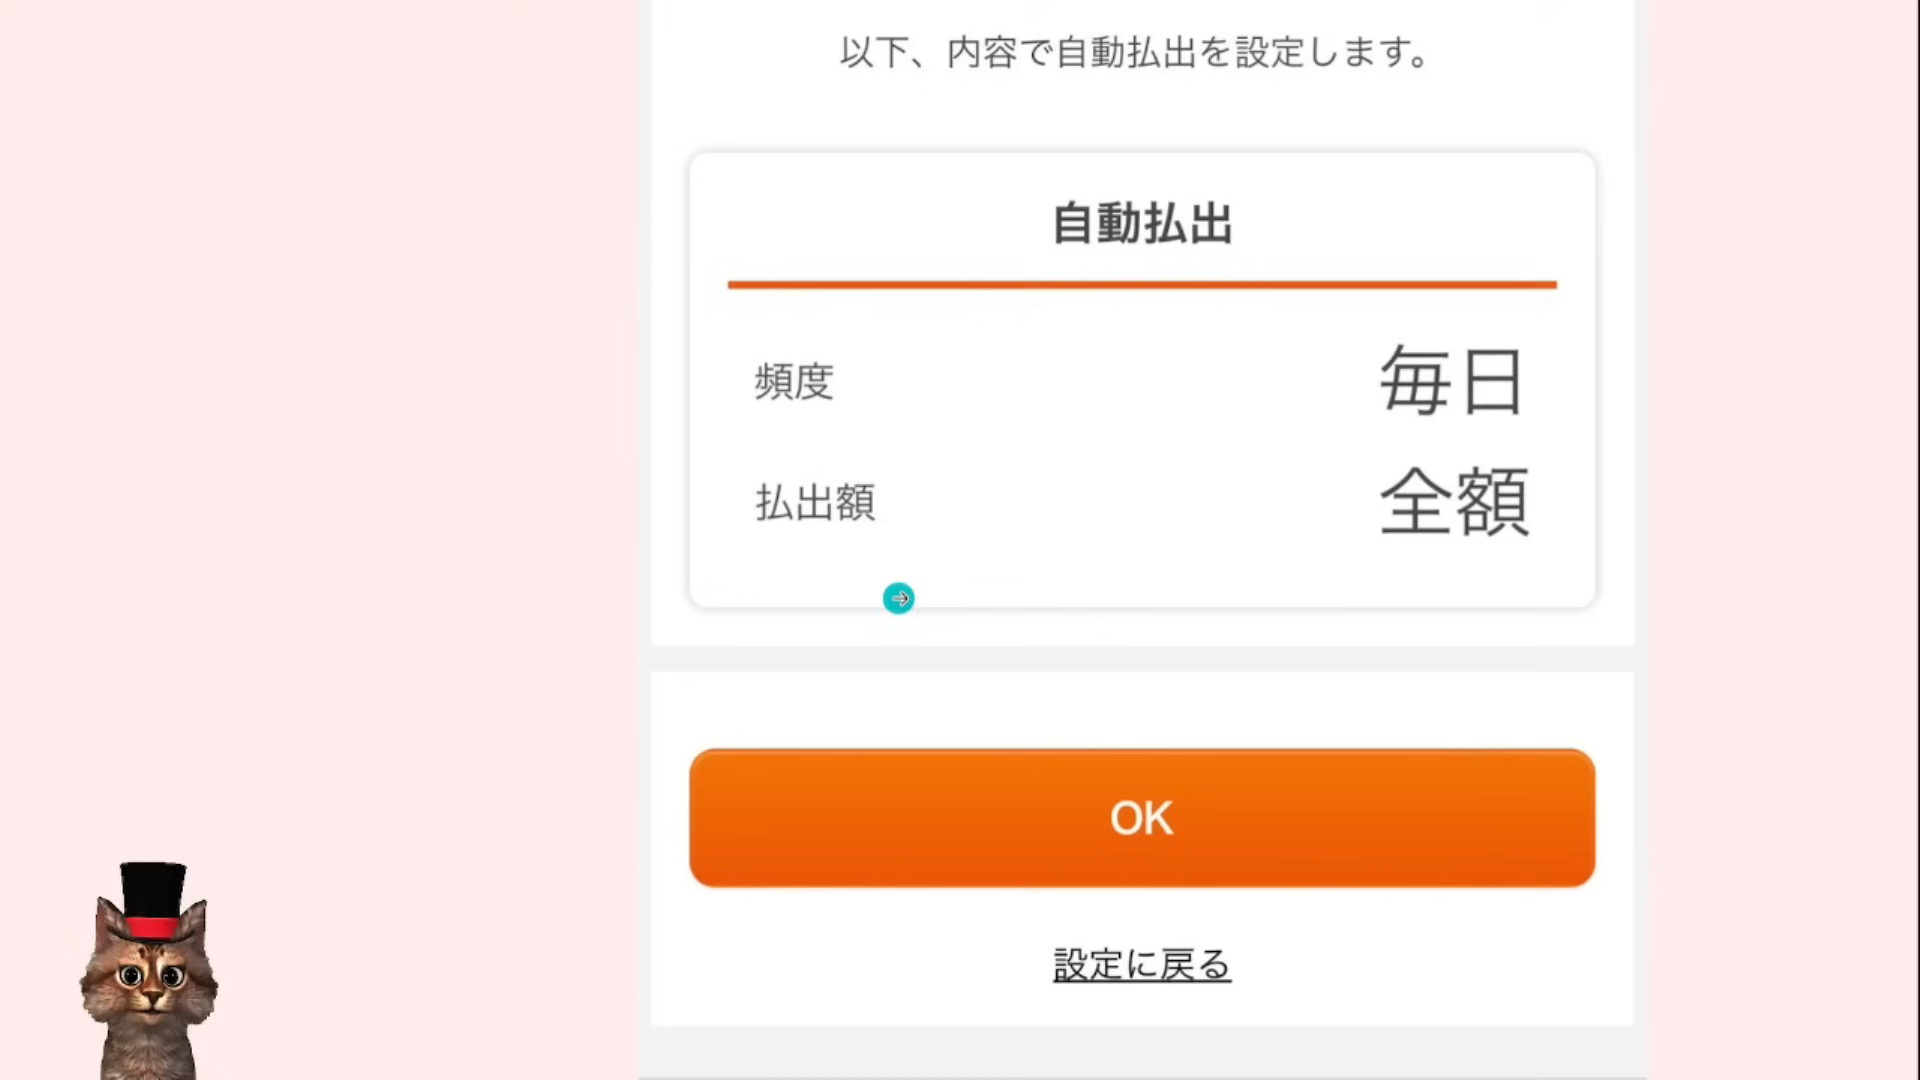 以下、内容で自動払出を設定します。
自動払出
頻度 毎日
払出額 全額
OK
設定に戻る